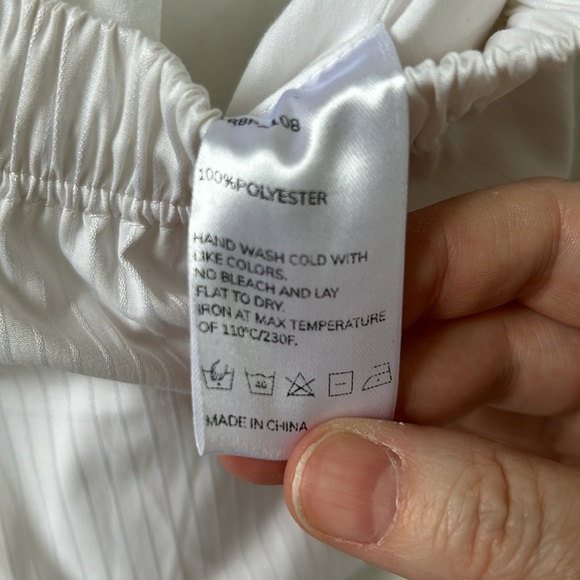 100%POLYESTER
HAND WASH COLD WITH
LIKE COLORS.
NO BLEACH AND LAY
FLAT TO DRY.
IRON AT MAX TEMPERATURE
OF 110°C/230F.
40
MADE IN CHINA